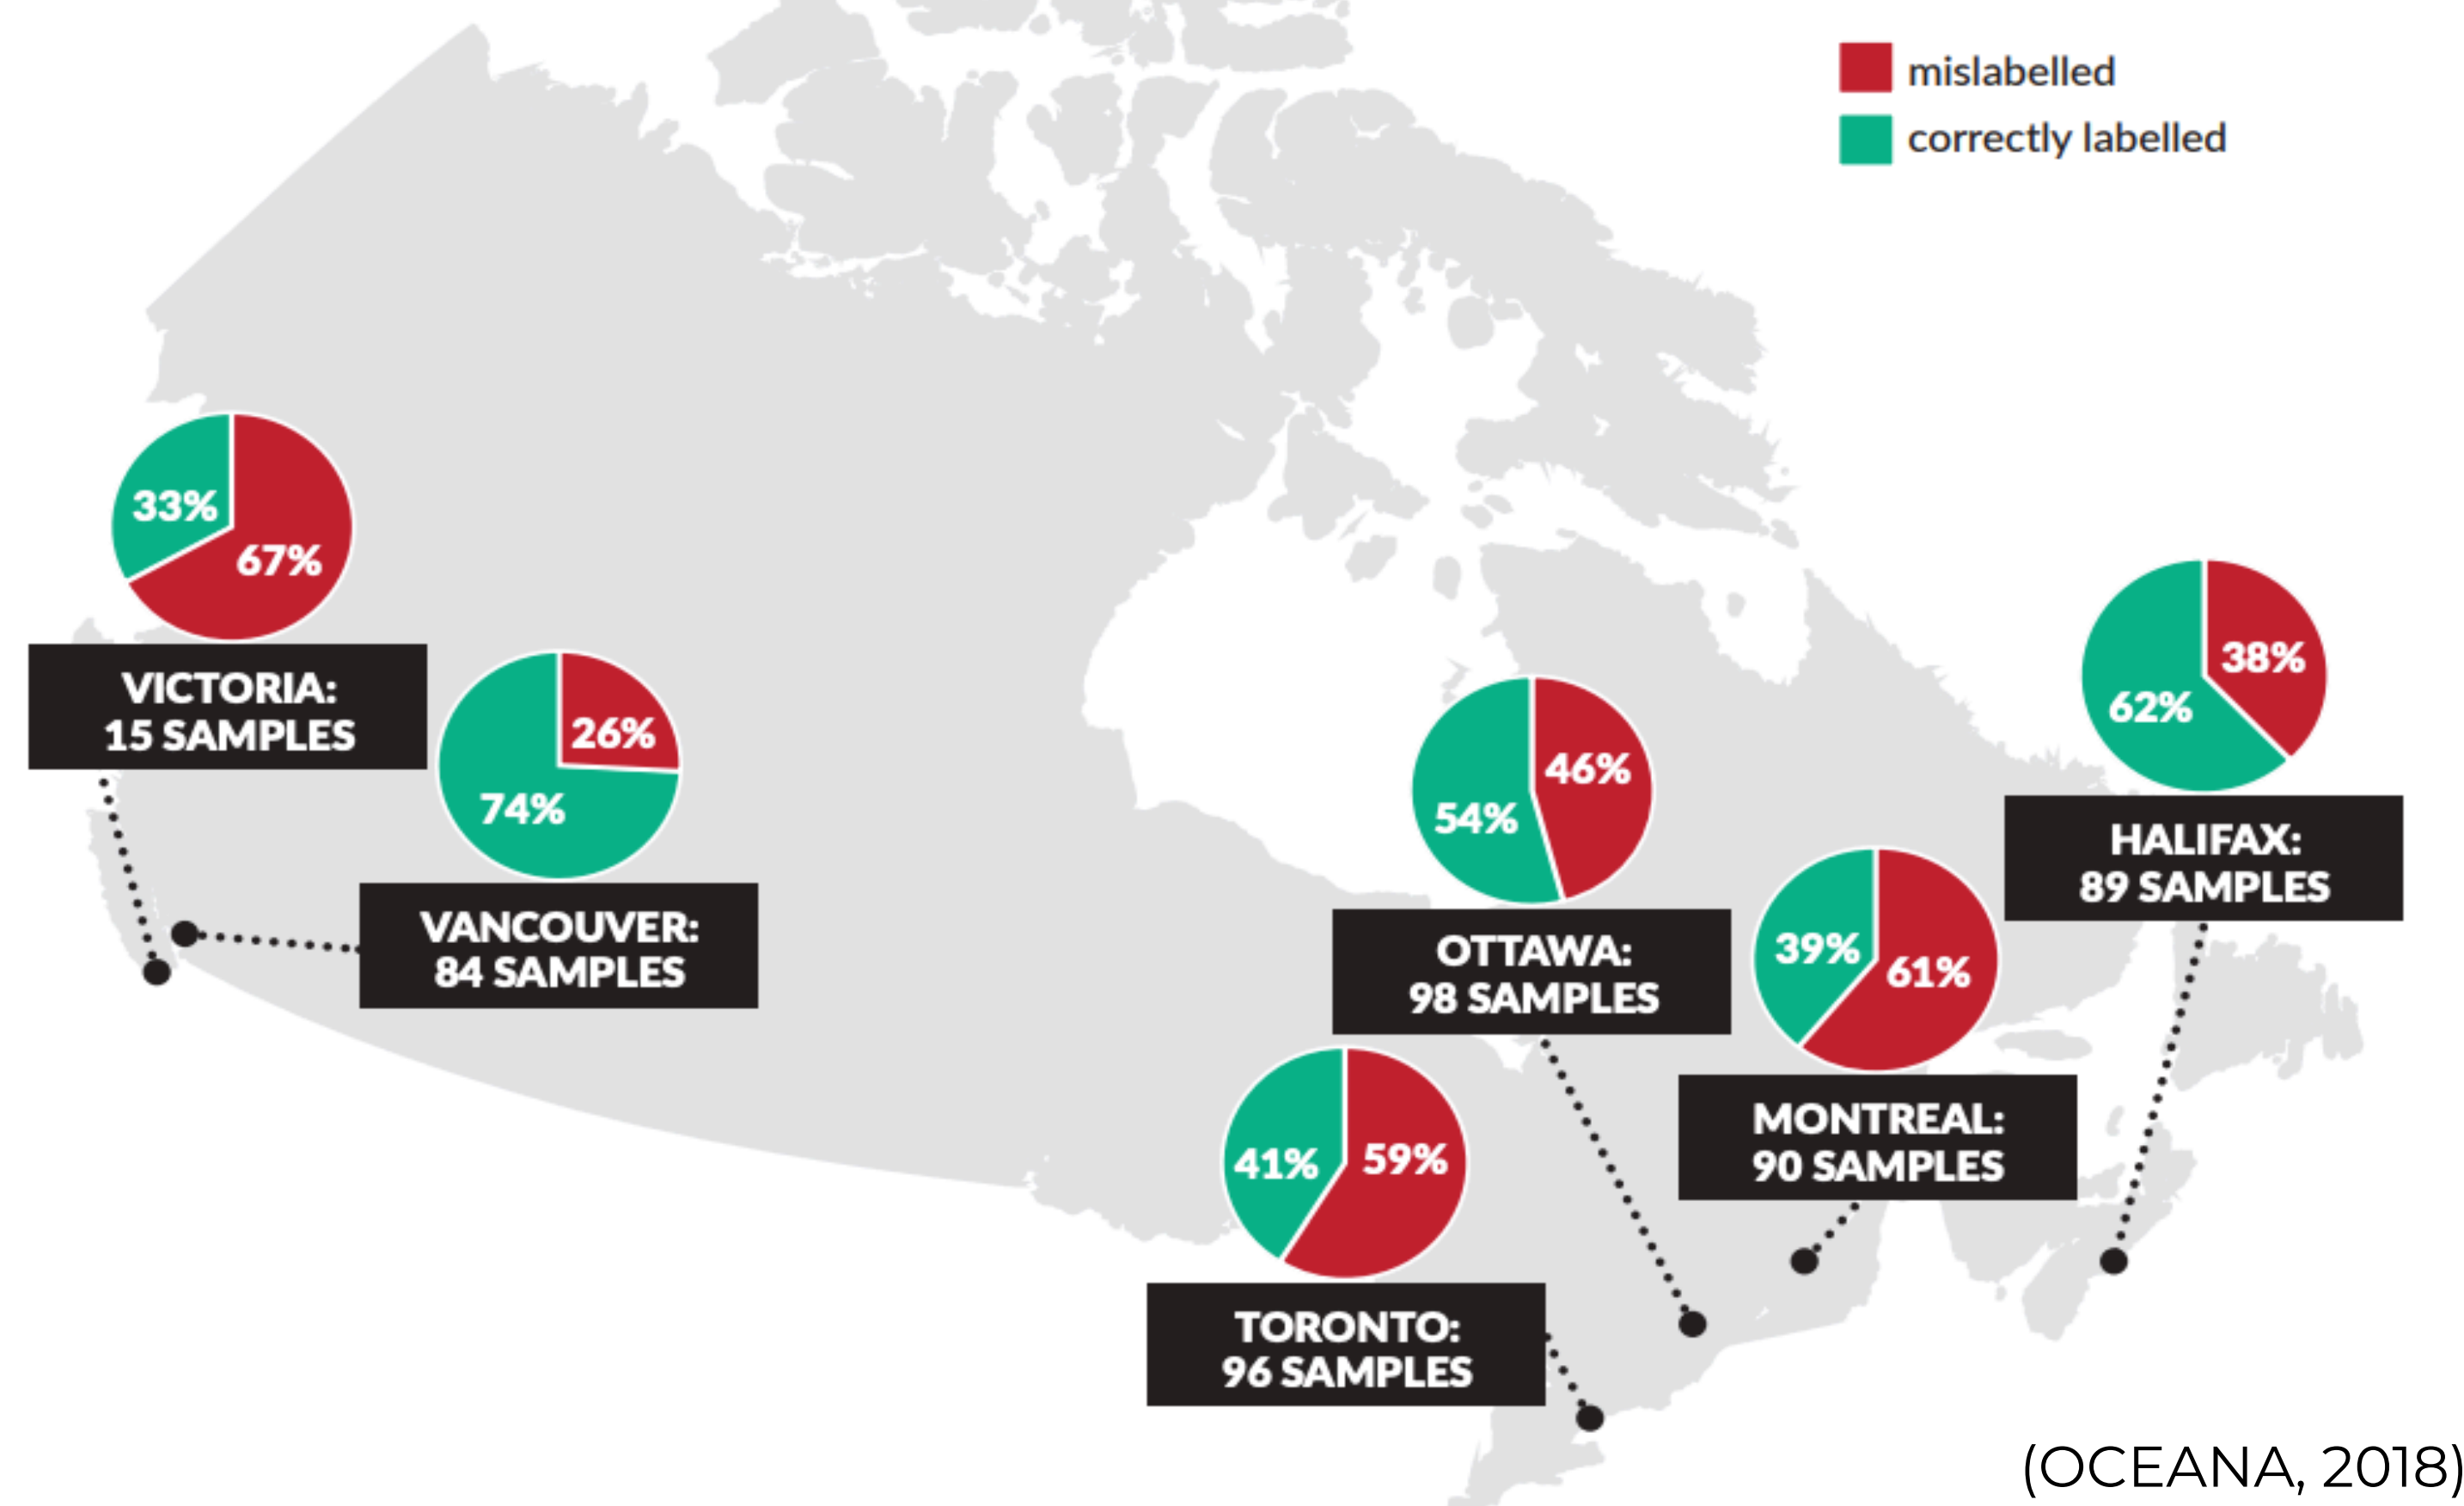 mislabelled
correctly labelled
33%
67%
VICTORIA:
15 SAMPLES
26%
74%
VANCOUVER:
84 SAMPLES
46%
54%
OTTAWA:
98 SAMPLES
41%
59%
TORONTO:
96 SAMPLES
39%
61%
MONTREAL:
90 SAMPLES
38%
62%
HALIFAX:
89 SAMPLES
(OCEANA, 2018)